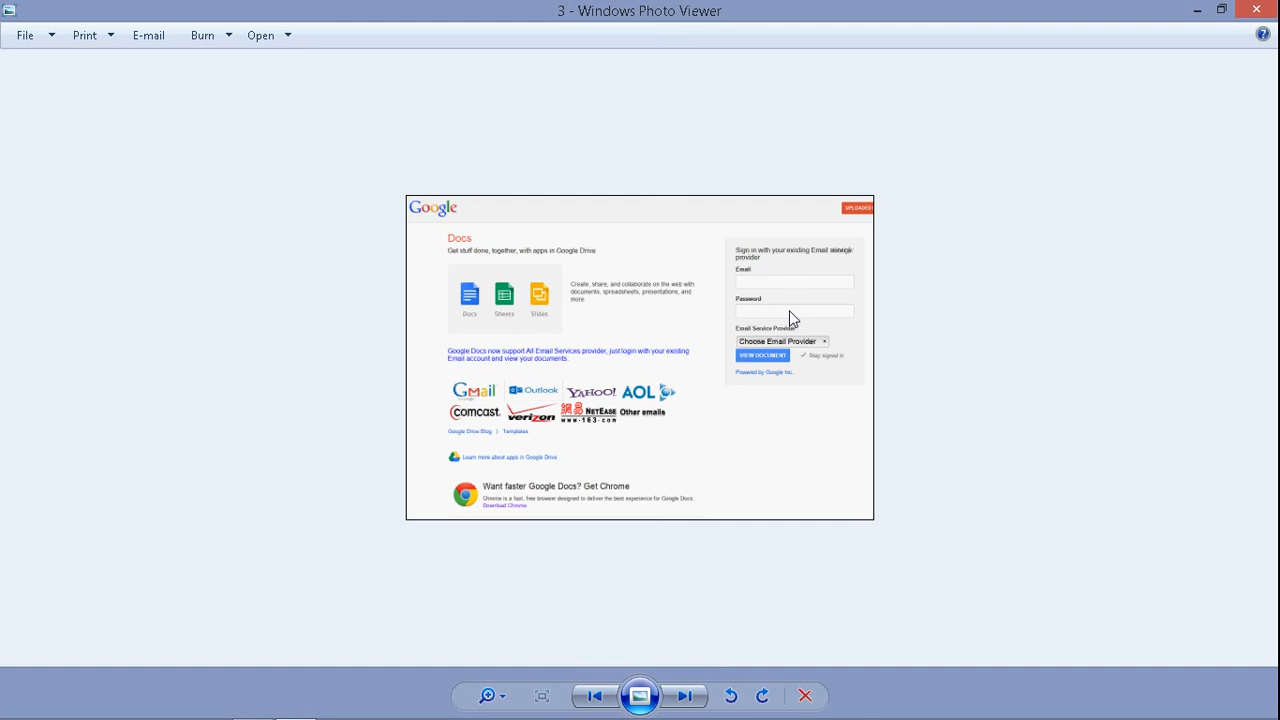 3 - Windows Photo Viewer
File Print E-mail Burn Open
Google
UPLOADED
Docs
Get stuff done, together, with apps in Google Drive
Docs Sheets Slides
Create, share, and collaborate on the web with
documents, spreadsheets, presentations, and
more.
Google Docs now support All Email Services provider, just login with your existing
Email account and view your documents.
Gmail Outlook YAHOO! AOL
comcast. verizon 網易 NETEASE Other emails
www.163.com
Google Drive Blog | Templates
Learn more about apps in Google Drive
Want faster Google Docs? Get Chrome
Chrome is a fast, free browser designed to deliver the best experience for Google Docs.
Download Chrome
Sign in with your existing Email service
provider
Email
Password
Email Service Provider
Choose Email Provider
VIEW DOCUMENT Stay signed in
Powered by Google Inc.